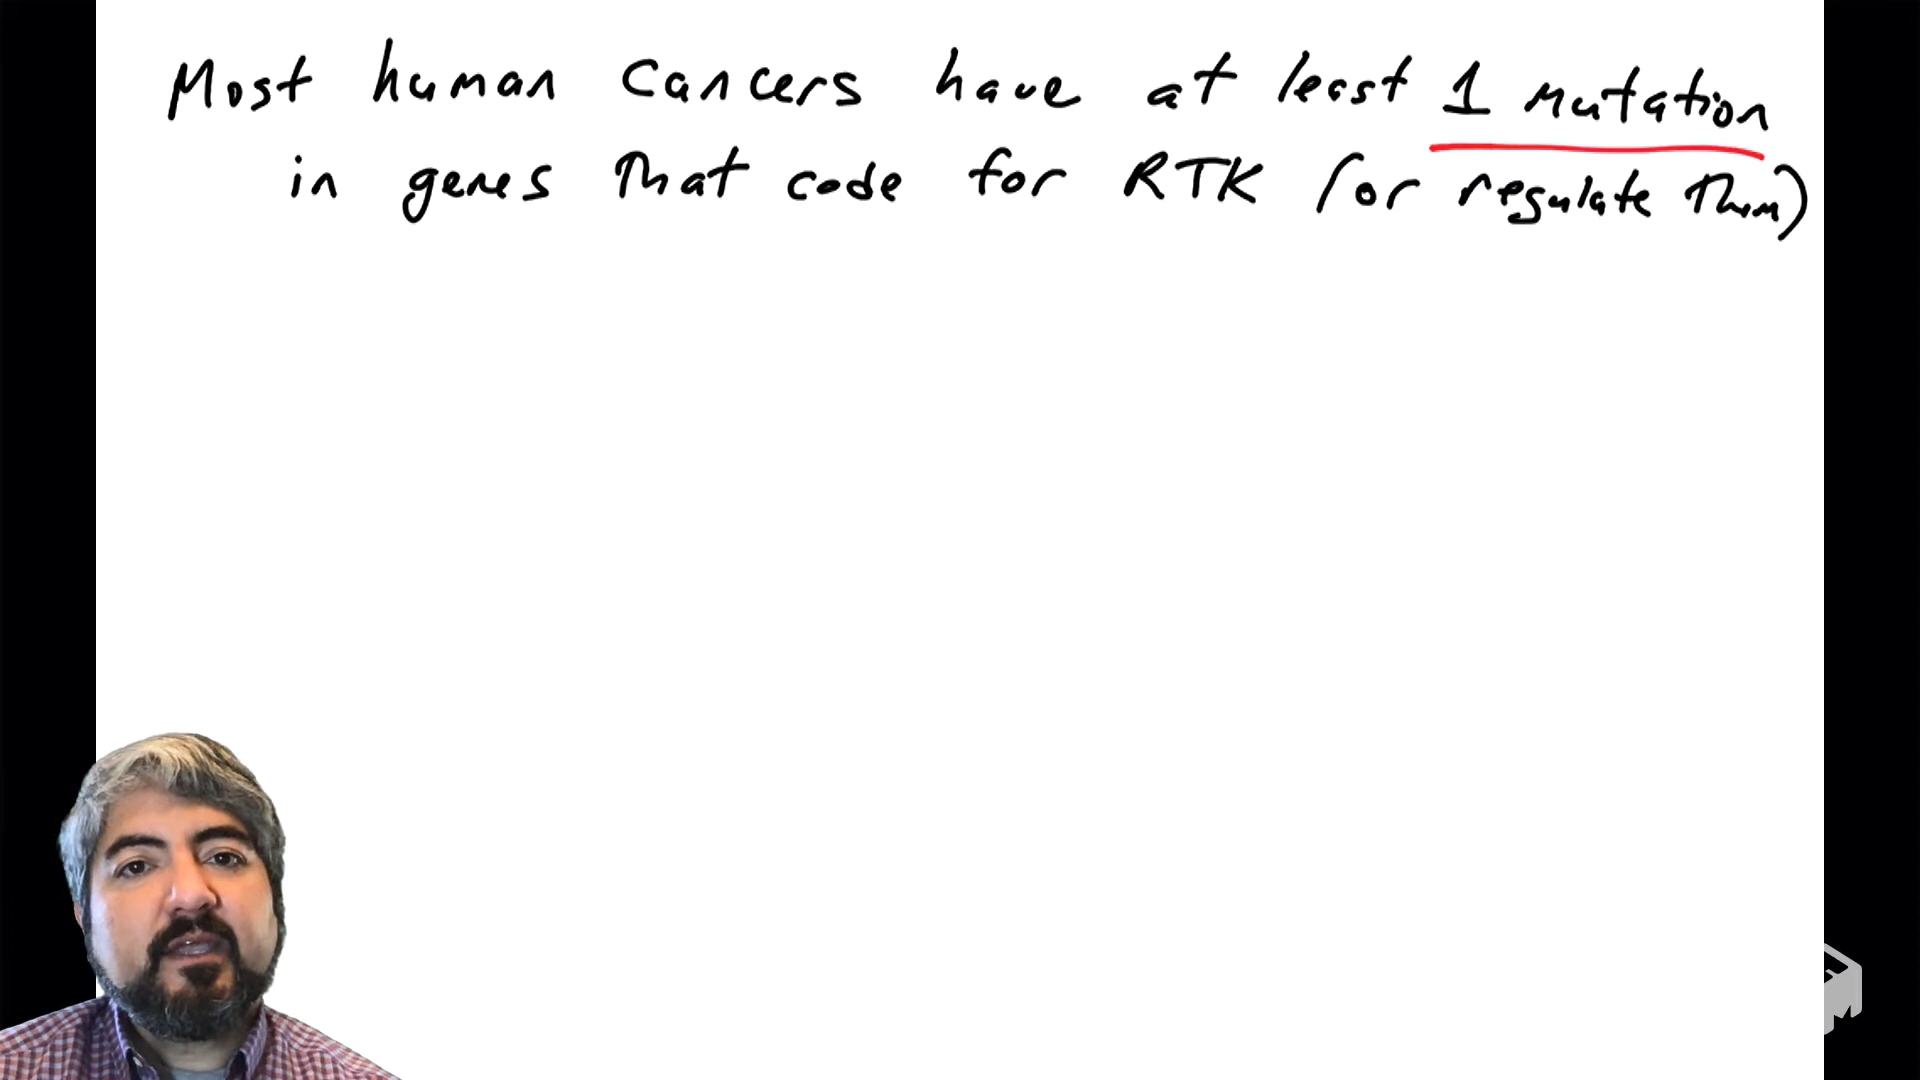 Most human cancers have at least 1 mutation
in genes that code for RTK (or regulate them)